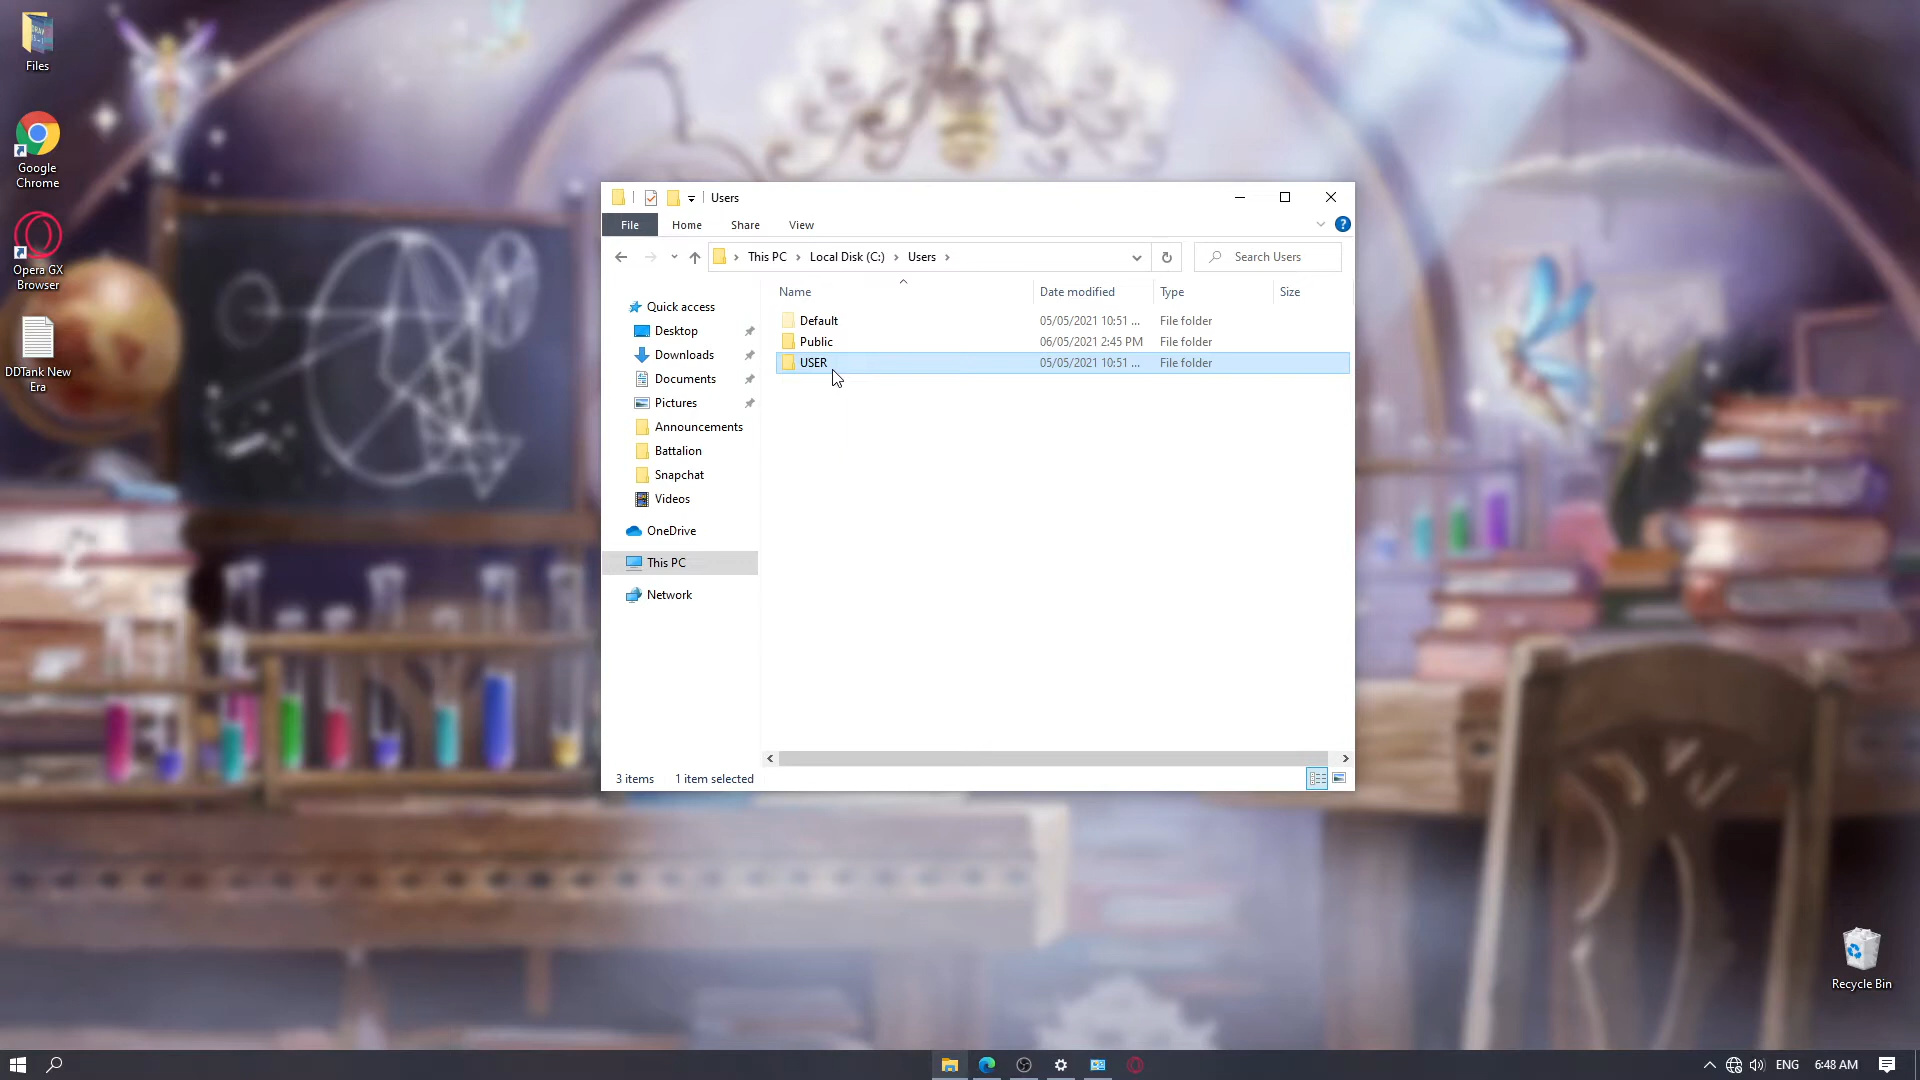 Files
Google
Chrome
Opera GX
Browser
DDTank New
Era
Users
File
Home
Share
View
This PC
Local Disk (C:)
Users
Search Users
Name
Date modified
Type
Size
Default
05/05/2021 10:51 ...
File folder
Public
06/05/2021 2:45 PM
File folder
USER
05/05/2021 10:51 ...
File folder
Quick access
Desktop
Downloads
Documents
Pictures
Announcements
Battalion
Snapchat
Videos
OneDrive
This PC
Network
3 items
1 item selected
Recycle Bin
ENG
6:48 AM